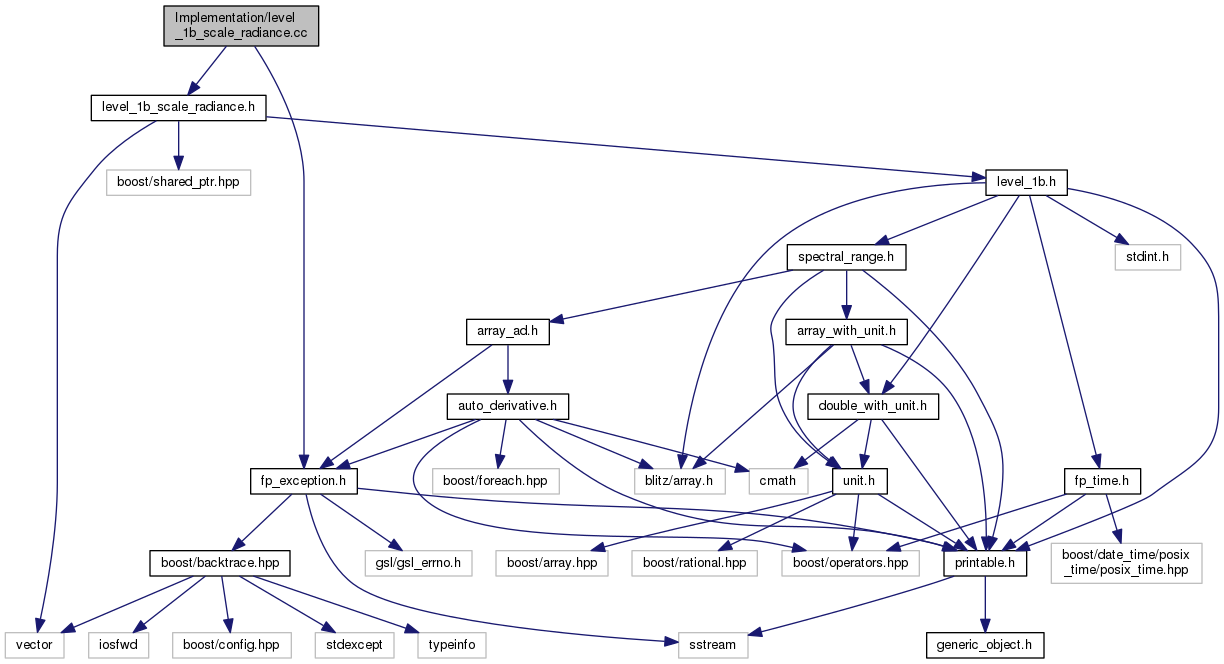 Implementation/level
_1b_scale_radiance.cc
level_1b_scale_radiance.h
boost/shared_ptr.hpp
level_1b.h
spectral_range.h
stdint.h
array_ad.h
array_with_unit.h
auto_derivative.h
double_with_unit.h
fp_exception.h
boost/foreach.hpp
blitz/array.h
cmath
unit.h
fp_time.h
boost/backtrace.hpp
gsl/gsl_errno.h
boost/array.hpp
boost/rational.hpp
boost/operators.hpp
printable.h
boost/date_time/posix
_time/posix_time.hpp
vector
iosfwd
boost/config.hpp
stdexcept
typeinfo
sstream
generic_object.h